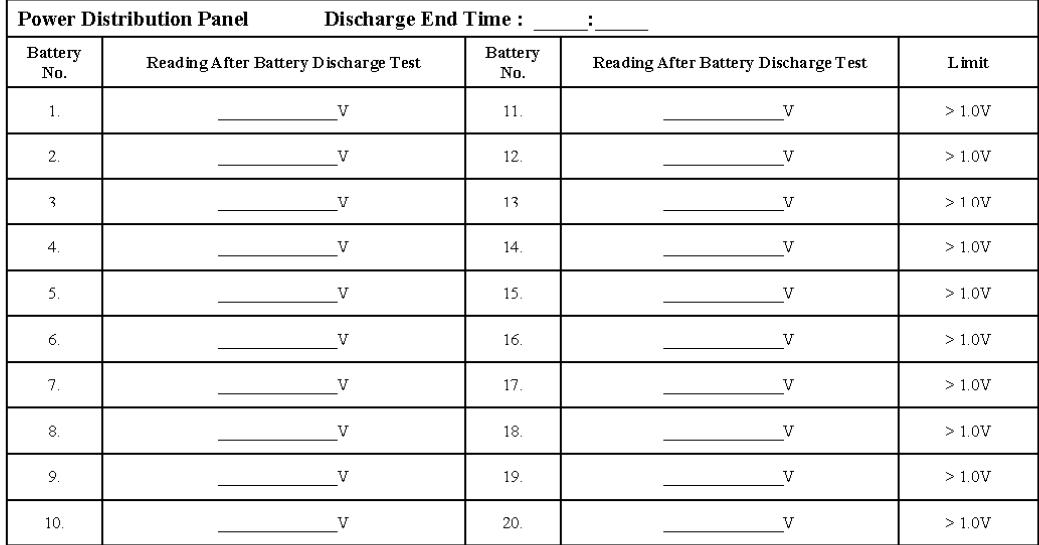 Power Distribution Panel Discharge End Time : _____:_____
Battery No. Reading After Battery Discharge Test Battery No. Reading After Battery Discharge Test Limit
1. ____________V 11. ____________V > 1.0V
2. ____________V 12. ____________V > 1.0V
3 ____________V 13 ____________V > 1.0V
4. ____________V 14. ____________V > 1.0V
5. ____________V 15. ____________V > 1.0V
6. ____________V 16. ____________V > 1.0V
7. ____________V 17. ____________V > 1.0V
8. ____________V 18. ____________V > 1.0V
9. ____________V 19. ____________V > 1.0V
10. ____________V 20. ____________V > 1.0V